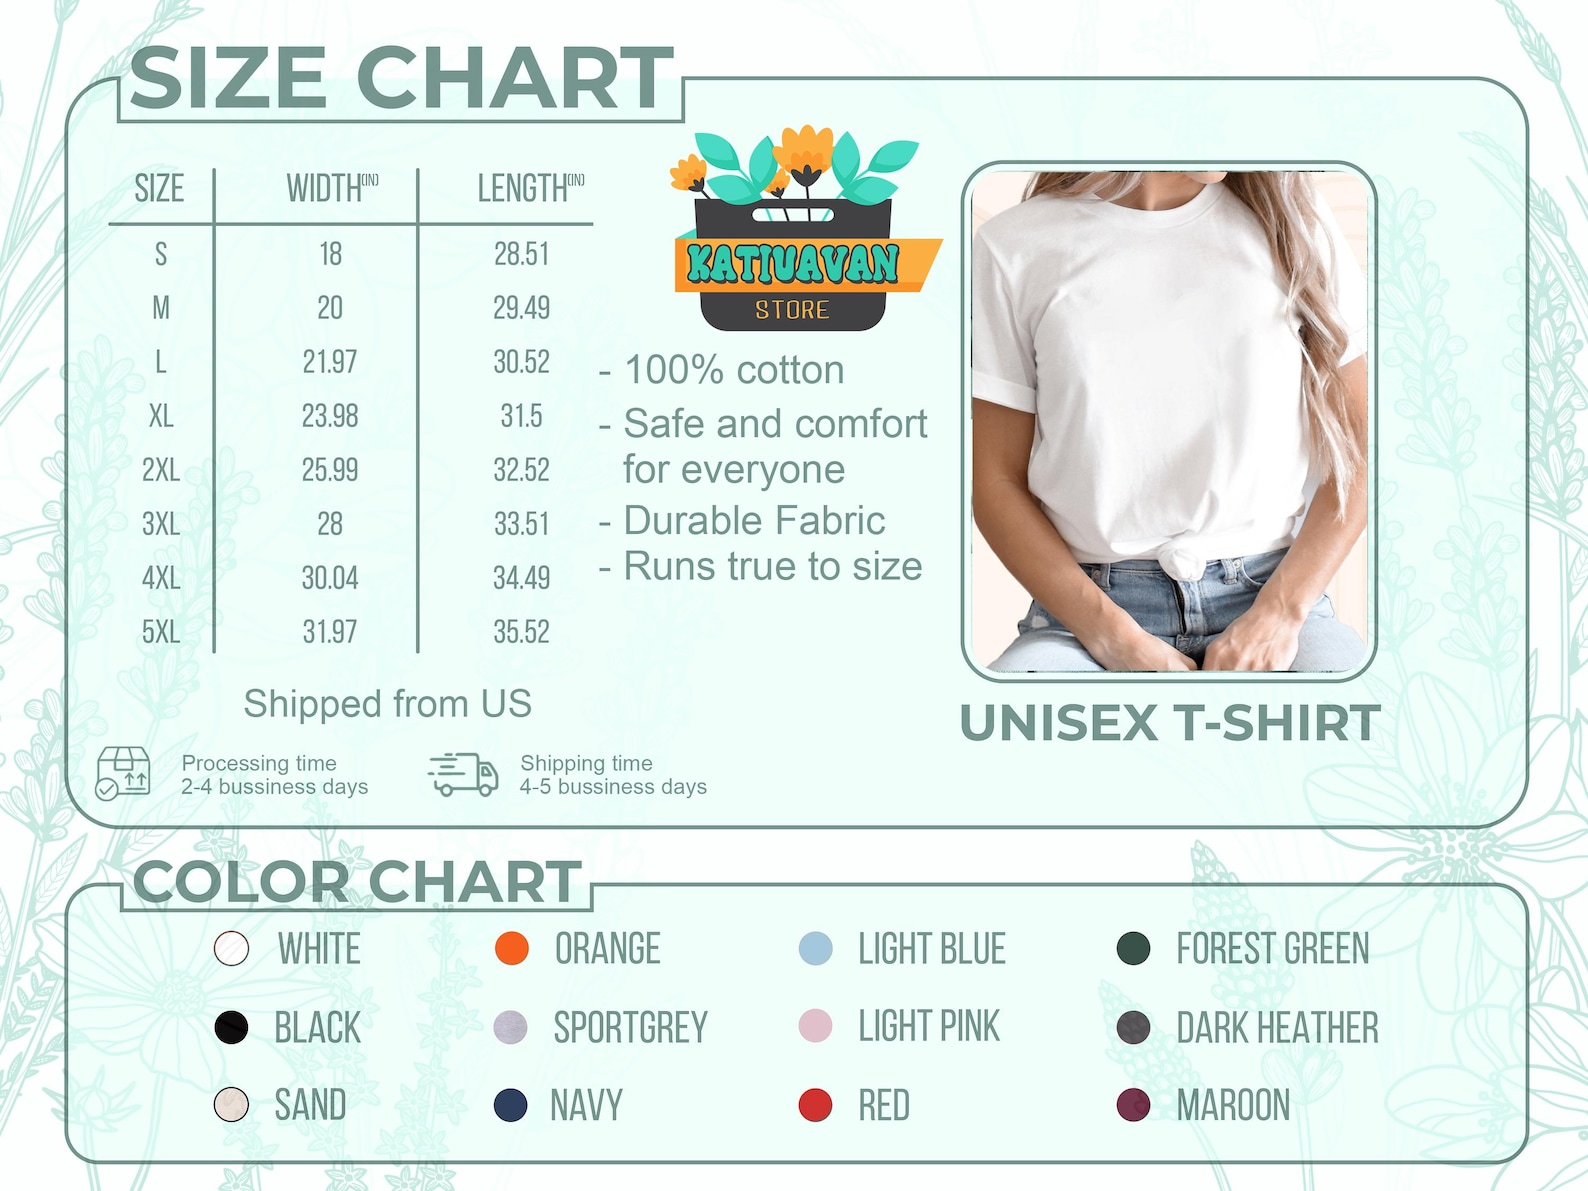 SIZE CHART
SIZE WIDTH(IN) LENGTH(IN)
S 18 28.51
M 20 29.49
L 21.97 30.52
XL 23.98 31.5
2XL 25.99 32.52
3XL 28 33.51
4XL 30.04 34.49
5XL 31.97 35.52
Shipped from US
Processing time
2-4 bussiness days
Shipping time
4-5 bussiness days
KATIUAVAN
STORE
- 100% cotton
- Safe and comfort
for everyone
- Durable Fabric
- Runs true to size
UNISEX T-SHIRT
COLOR CHART
WHITE ORANGE LIGHT BLUE FOREST GREEN
BLACK SPORTGREY LIGHT PINK DARK HEATHER
SAND NAVY RED MAROON